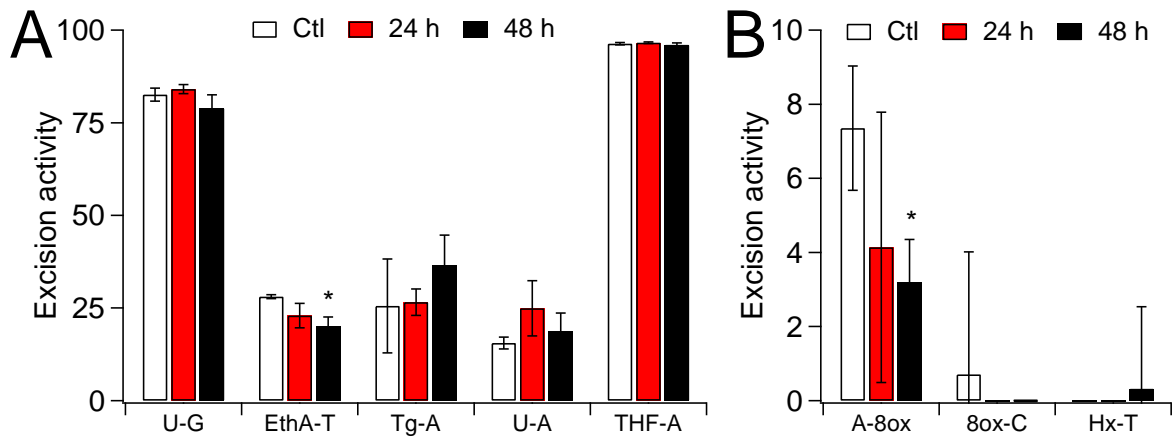 A
Ctl 24 h 48 h
Excision activity
100
75
50
25
0
*
U-G EthA-T Tg-A U-A THF-A
B
Ctl 24 h 48 h
Excision activity
10
8
6
4
2
0
*
A-8ox 8ox-C Hx-T